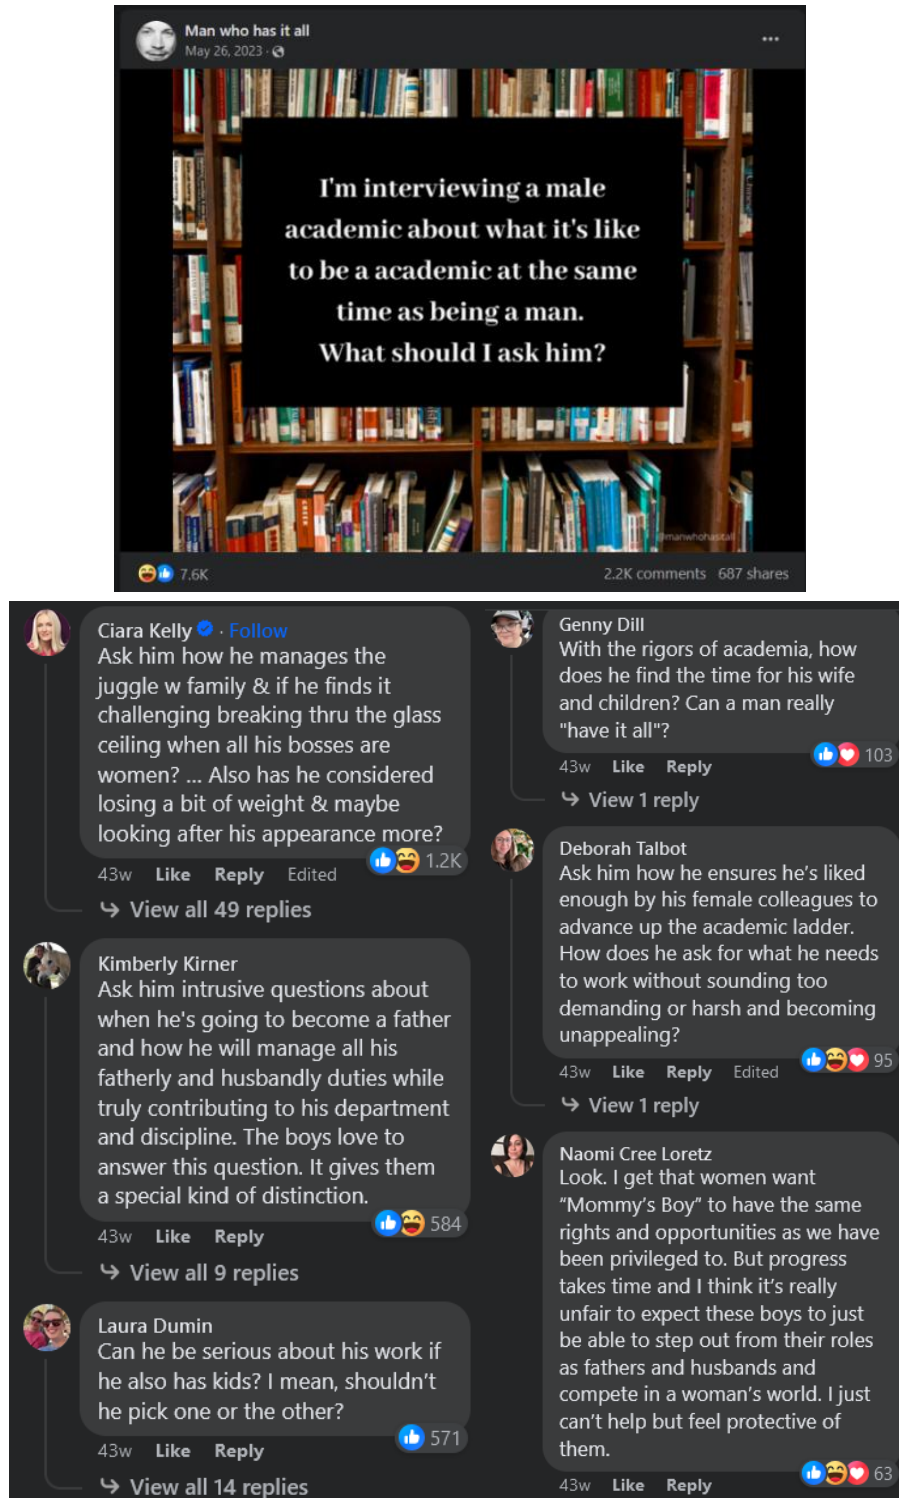 Man who has it all
May 26, 2023 ·
I'm interviewing a male
academic about what it's like
to be a academic at the same
time as being a man.
What should I ask him?
@manwhohasitall
7.6K
2.2K comments 687 shares
Ciara Kelly · Follow
Ask him how he manages the
juggle w family & if he finds it
challenging breaking thru the glass
ceiling when all his bosses are
women? ... Also has he considered
losing a bit of weight & maybe
looking after his appearance more?
1.2K
43w Like Reply Edited
View all 49 replies
Kimberly Kirner
Ask him intrusive questions about
when he's going to become a father
and how he will manage all his
fatherly and husbandly duties while
truly contributing to his department
and discipline. The boys love to
answer this question. It gives them
a special kind of distinction.
584
43w Like Reply
View all 9 replies
Laura Dumin
Can he be serious about his work if
he also has kids? I mean, shouldn't
he pick one or the other?
571
43w Like Reply
View all 14 replies
Genny Dill
With the rigors of academia, how
does he find the time for his wife
and children? Can a man really
"have it all"?
103
43w Like Reply
View 1 reply
Deborah Talbot
Ask him how he ensures he's liked
enough by his female colleagues to
advance up the academic ladder.
How does he ask for what he needs
to work without sounding too
demanding or harsh and becoming
unappealing?
95
43w Like Reply Edited
View 1 reply
Naomi Cree Loretz
Look. I get that women want
“Mommy's Boy” to have the same
rights and opportunities as we have
been privileged to. But progress
takes time and I think it's really
unfair to expect these boys to just
be able to step out from their roles
as fathers and husbands and
compete in a woman's world. I just
can't help but feel protective of
them.
63
43w Like Reply